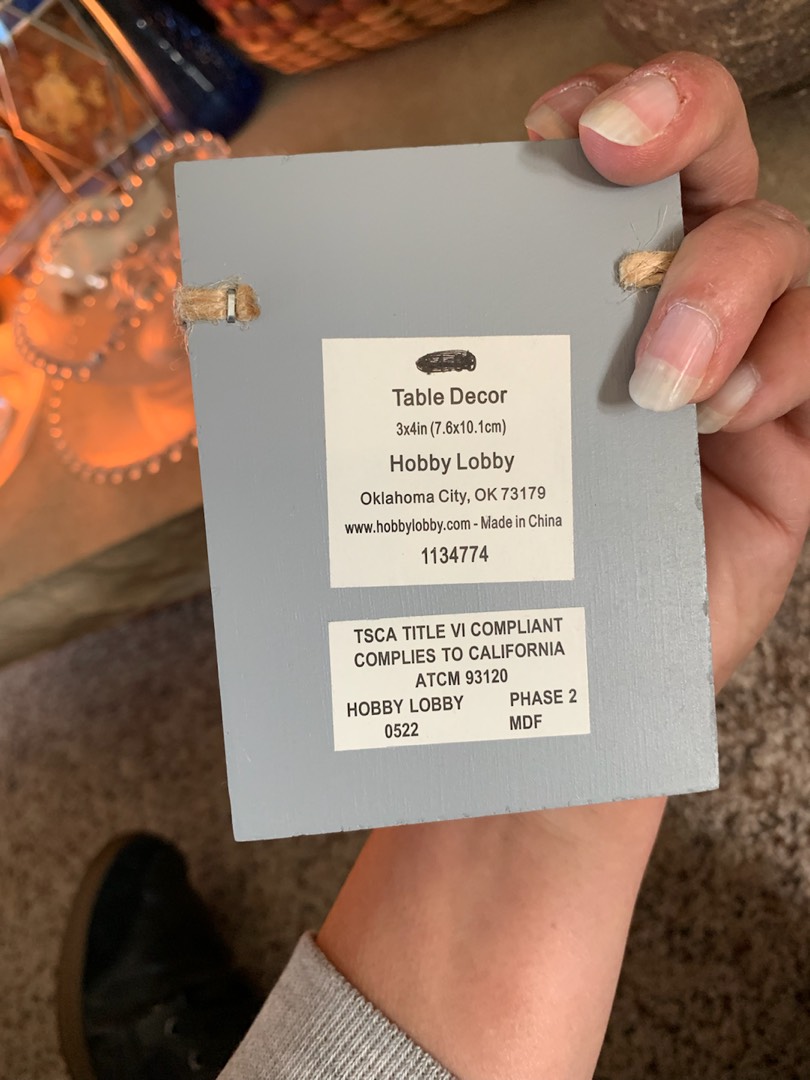 Table Decor
3x4in (7.6x10.1cm)
Hobby Lobby
Oklahoma City, OK 73179
www.hobbylobby.com - Made in China
1134774
TSCA TITLE VI COMPLIANT
COMPLIES TO CALIFORNIA
ATCM 93120
HOBBY LOBBY PHASE 2
0522 MDF